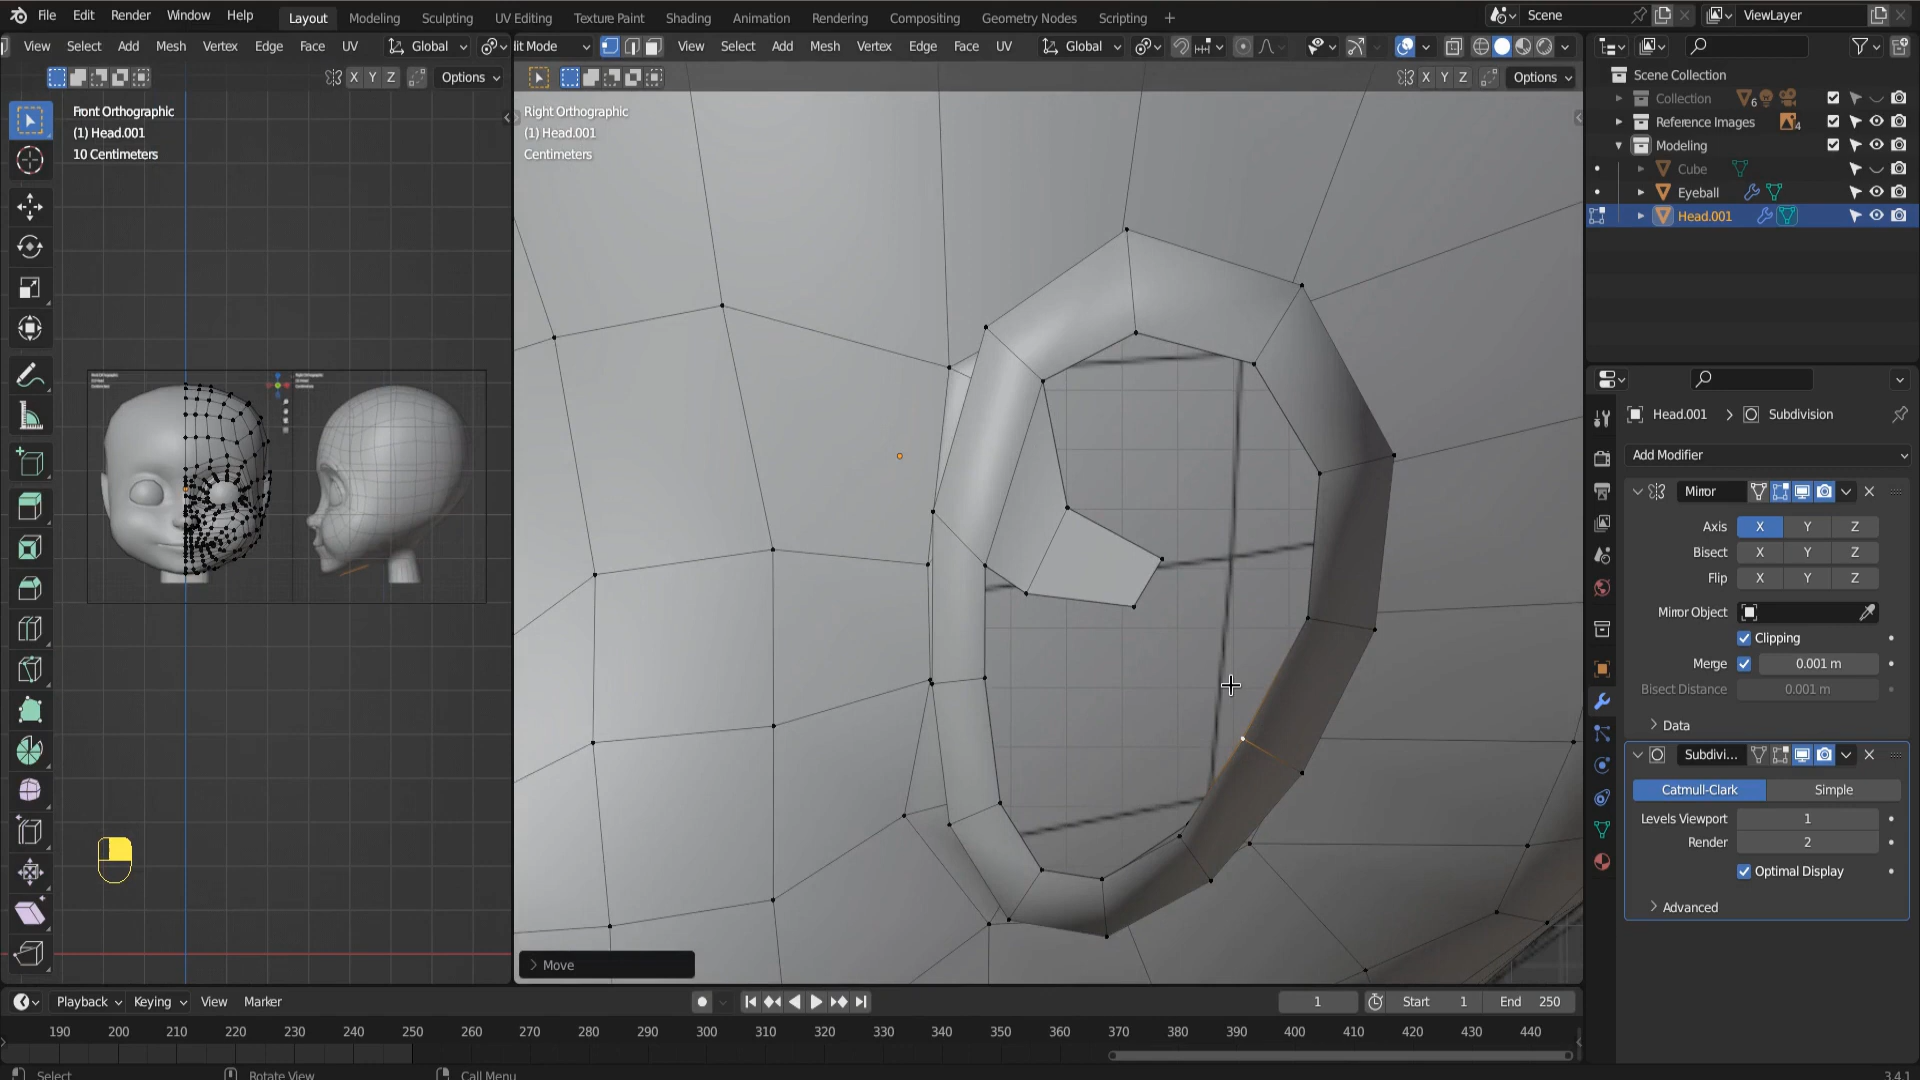 File Edit Render Window Help Layout Modeling Sculpting UV Editing Texture Paint Shading Animation Rendering Compositing Geometry Nodes Scripting + Scene ViewLayer
View Select Add Mesh Vertex Edge Face UV Global
dit Mode View Select Add Mesh Vertex Edge Face UV Global
X Y Z Options
X Y Z Options
Front Orthographic
(1) Head.001
10 Centimeters
Right Orthographic
(1) Head.001
Centimeters
Scene Collection
Collection 6
Reference Images 4
Modeling
Cube
Eyeball
Head.001
Head.001 > Subdivision
Add Modifier
Mirror
Axis X Y Z
Bisect X Y Z
Flip X Y Z
Mirror Object
Clipping
Merge 0.001 m
Bisect Distance 0.001 m
Data
Subdivi...
Catmull-Clark Simple
Levels Viewport 1
Render 2
Optimal Display
Advanced
Move
Playback Keying View Marker 1 Start 1 End 250
190 200 210 220 230 240 250 260 270 280 290 300 310 320 330 340 350 360 370 380 390 400 410 420 430 440
Select Rotate View Call Menu 3.4.1